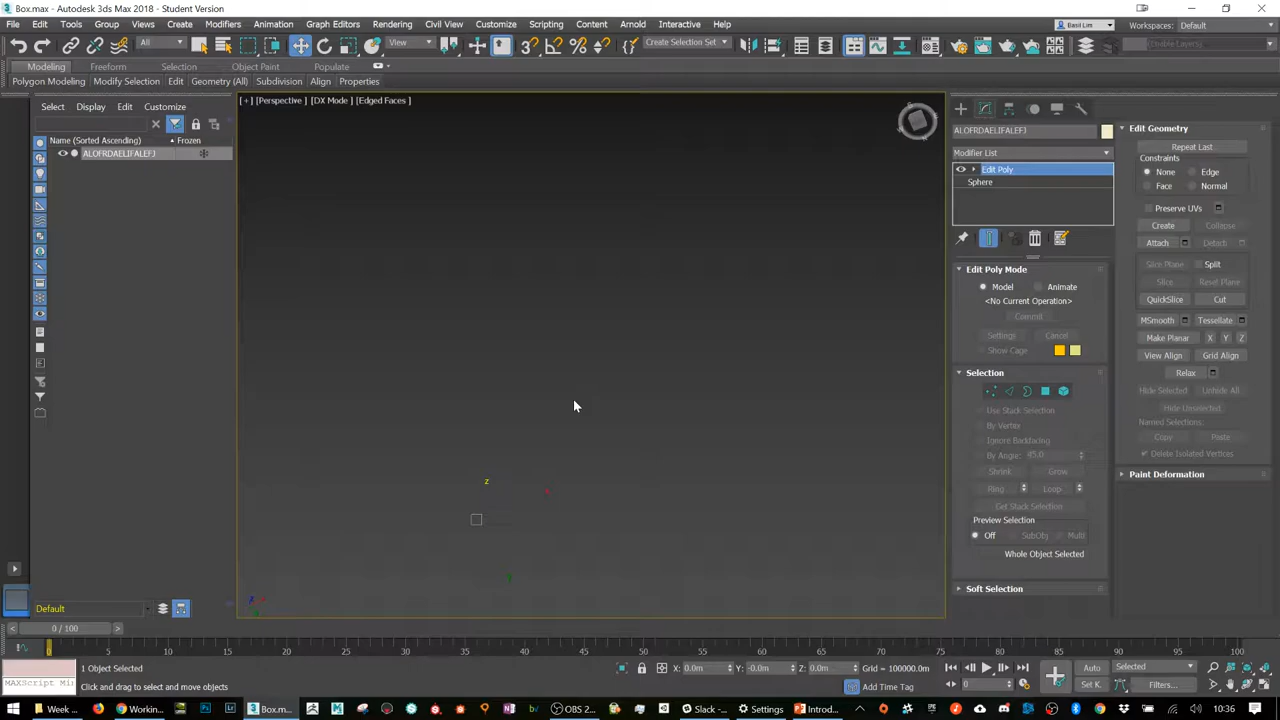 Box.max - Autodesk 3ds Max 2018 - Student Version
File Edit Tools Group Views Create Modifiers Animation Graph Editors Rendering Civil View Customize Scripting Content Arnold Interactive Basil Lim Workspaces: Default
All View Create Selection Set
Modeling Freeform Selection Object Paint Populate
Polygon Modeling Modify Selection Edit Geometry (All) Subdivision Align Properties
Select Display Edit Customize
Name (Sorted Ascending) Frozen
ALOFRDAELIFALEFJ
[+] [Perspective ] [DX Mode ] [Edged Faces ]
z
ALOFRDAELIFALEFJ
Modifier List
Edit Poly
Sphere
Edit Poly Mode
Model Animate
<No Current Operation>
Commit
Settings Cancel
Show Cage
Selection
Use Stack Selection
By Vertex
Ignore Backfacing
By Angle: 45.0
Shrink Grow
Ring Loop
Get Stack Selection
Preview Selection
Off SubObj Multi
Whole Object Selected
Soft Selection
Edit Geometry
Repeat Last
Constraints
None Edge
Face Normal
Preserve UVs
Create Collapse
Attach Detach
Slice Plane Split
Slice Reset Plane
QuickSlice Cut
MSmooth Tessellate
Make Planar X Y Z
View Align Grid Align
Relax
Hide Selected Unhide All
Hide Unselected
Named Selections:
Copy Paste
Delete Isolated Vertices
Paint Deformation
Default
< 0 / 100 >
0 5 10 15 20 25 30 35 40 45 50 55 60 65 70 75 80 85 90 95 100
1 Object Selected X: 0.0m Y: -0.0m Z: 0.0m Grid = 100000.0m Auto Selected
MAXScript Mi Click and drag to select and move objects Add Time Tag 0 Set K. Filters...
Week ... Workin... Box.m... OBS 2... Slack - ... Settings Introd... 10:36